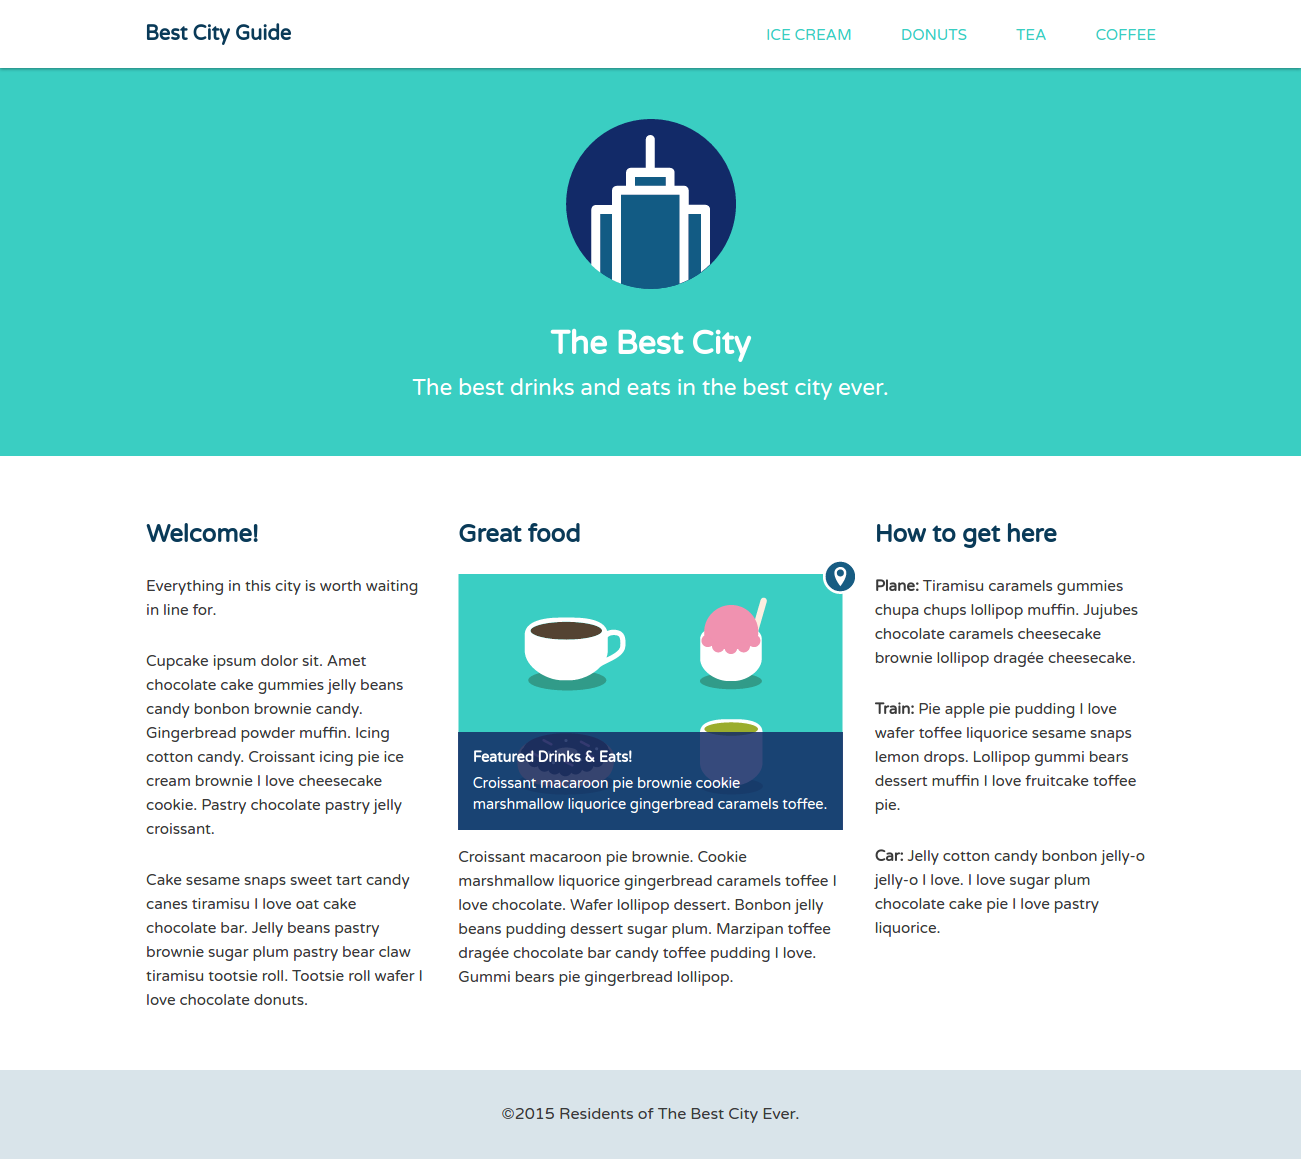 Best City Guide
ICE CREAM DONUTS TEA COFFEE
The Best City
The best drinks and eats in the best city ever.
Welcome!
Everything in this city is worth waiting
in line for.
Cupcake ipsum dolor sit. Amet
chocolate cake gummies jelly beans
candy bonbon brownie candy.
Gingerbread powder muffin. Icing
cotton candy. Croissant icing pie ice
cream brownie I love cheesecake
cookie. Pastry chocolate pastry jelly
croissant.
Cake sesame snaps sweet tart candy
canes tiramisu I love oat cake
chocolate bar. Jelly beans pastry
brownie sugar plum pastry bear claw
tiramisu tootsie roll. Tootsie roll wafer I
love chocolate donuts.
Great food
Featured Drinks & Eats!
Croissant macaroon pie brownie cookie
marshmallow liquorice gingerbread caramels toffee.
Croissant macaroon pie brownie. Cookie
marshmallow liquorice gingerbread caramels toffee I
love chocolate. Wafer lollipop dessert. Bonbon jelly
beans pudding dessert sugar plum. Marzipan toffee
dragée chocolate bar candy toffee pudding I love.
Gummi bears pie gingerbread lollipop.
How to get here
Plane: Tiramisu caramels gummies
chupa chups lollipop muffin. Jujubes
chocolate caramels cheesecake
brownie lollipop dragée cheesecake.
Train: Pie apple pie pudding I love
wafer toffee liquorice sesame snaps
lemon drops. Lollipop gummi bears
dessert muffin I love fruitcake toffee
pie.
Car: Jelly cotton candy bonbon jelly-o
jelly-o I love. I love sugar plum
chocolate cake pie I love pastry
liquorice.
©2015 Residents of The Best City Ever.